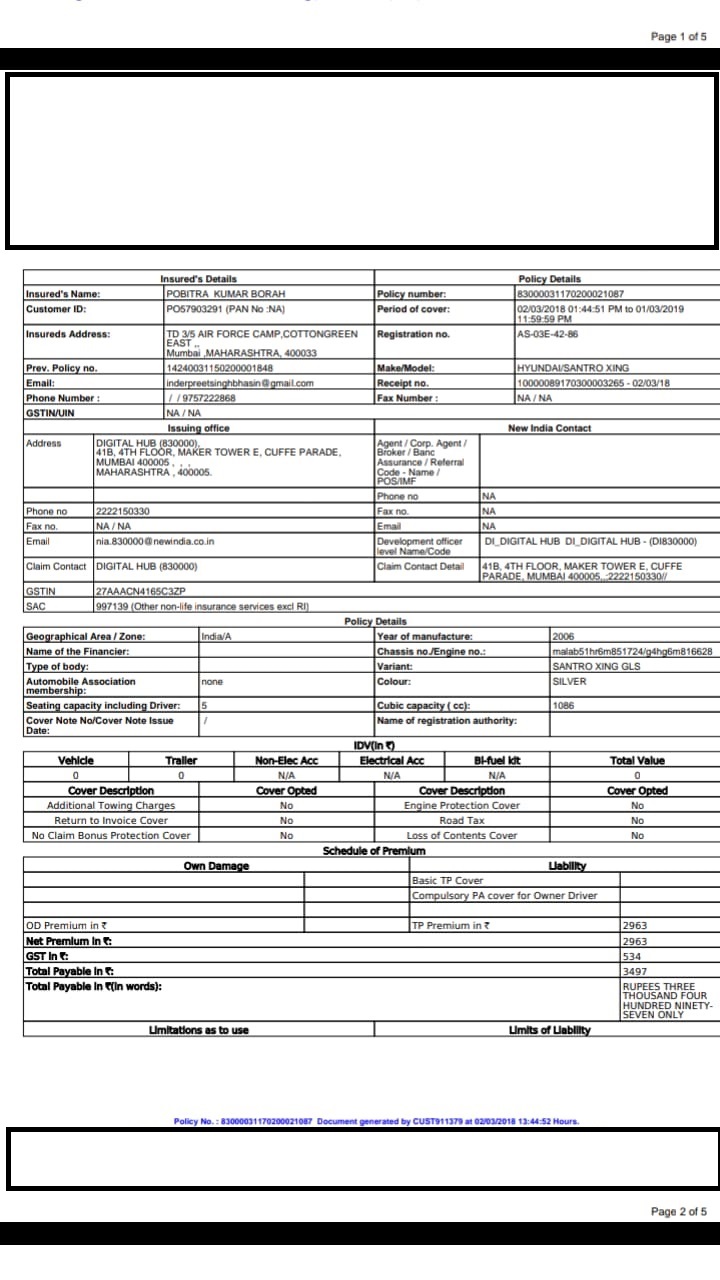 Page 1 of 5
Insured's Details Policy Details
Insured's Name: POBITRA KUMAR BORAH Policy number: 83000031170200021087
Customer ID: PO57903291 (PAN No :NA) Period of cover: 02/03/2018 01:44:51 PM to 01/03/2019
11:59:59 PM
Insureds Address: TD 3/5 AIR FORCE CAMP,COTTONGREEN Registration no. AS-03E-42-86
EAST ,,
Mumbai ,MAHARASHTRA, 400033
Prev. Policy no. 14240031150200001848 Make/Model: HYUNDAI/SANTRO XING
Email: inderpreetsinghbhasin@gmail.com Receipt no. 10000089170300003265 - 02/03/18
Phone Number : / / 9757222868 Fax Number : NA / NA
GSTIN/UIN NA / NA
Issuing office New India Contact
Address DIGITAL HUB (830000), Agent / Corp. Agent /
41B, 4TH FLOOR, MAKER TOWER E, CUFFE PARADE, Broker / Banc
MUMBAI 400005 , , , Assurance / Referral
MAHARASHTRA , 400005. Code - Name /
POS/IMF
Phone no NA
Phone no 2222150330 Fax no. NA
Fax no. NA / NA Email NA
Email nia.830000@newindia.co.in Development officer DI_DIGITAL HUB DI_DIGITAL HUB - (DI830000)
level Name/Code
Claim Contact DIGITAL HUB (830000) Claim Contact Detail 41B, 4TH FLOOR, MAKER TOWER E, CUFFE
PARADE, MUMBAI 400005,,;2222150330//
GSTIN 27AAACN4165C3ZP
SAC 997139 (Other non-life insurance services excl RI)
Policy Details
Geographical Area / Zone: India/A Year of manufacture: 2006
Name of the Financier: Chassis no./Engine no.: malab51hr6m851724/g4hg6m816628
Type of body: Variant: SANTRO XING GLS
Automobile Association none Colour: SILVER
membership:
Seating capacity including Driver: 5 Cubic capacity ( cc): 1086
Cover Note No/Cover Note Issue / Name of registration authority:
Date:
IDV(in ₹)
Vehicle Trailer Non-Elec Acc Electrical Acc Bi-fuel kit Total Value
0 0 N/A N/A N/A 0
Cover Description Cover Opted Cover Description Cover Opted
Additional Towing Charges No Engine Protection Cover No
Return to Invoice Cover No Road Tax No
No Claim Bonus Protection Cover No Loss of Contents Cover No
Schedule of Premium
Own Damage Liability
Basic TP Cover
Compulsory PA cover for Owner Driver
OD Premium in ₹ TP Premium in ₹ 2963
Net Premium in ₹: 2963
GST in ₹: 534
Total Payable in ₹: 3497
Total Payable in ₹(in words): RUPEES THREE
THOUSAND FOUR
HUNDRED NINETY-
SEVEN ONLY
Limitations as to use Limits of Liability
Policy No. : 83000031170200021087 Document generated by CUST911379 at 02/03/2018 13:44:52 Hours.
Page 2 of 5